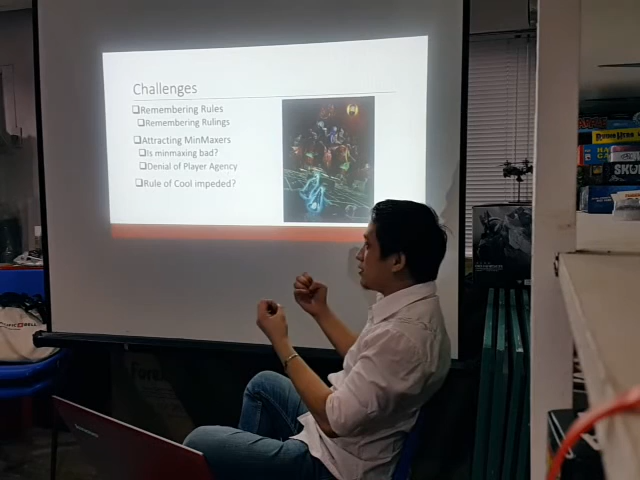 Challenges
Remembering Rules
Remembering Rulings
Attracting MinMaxers
Is minmaxing bad?
Denial of Player Agency
Rule of Cool impeded?